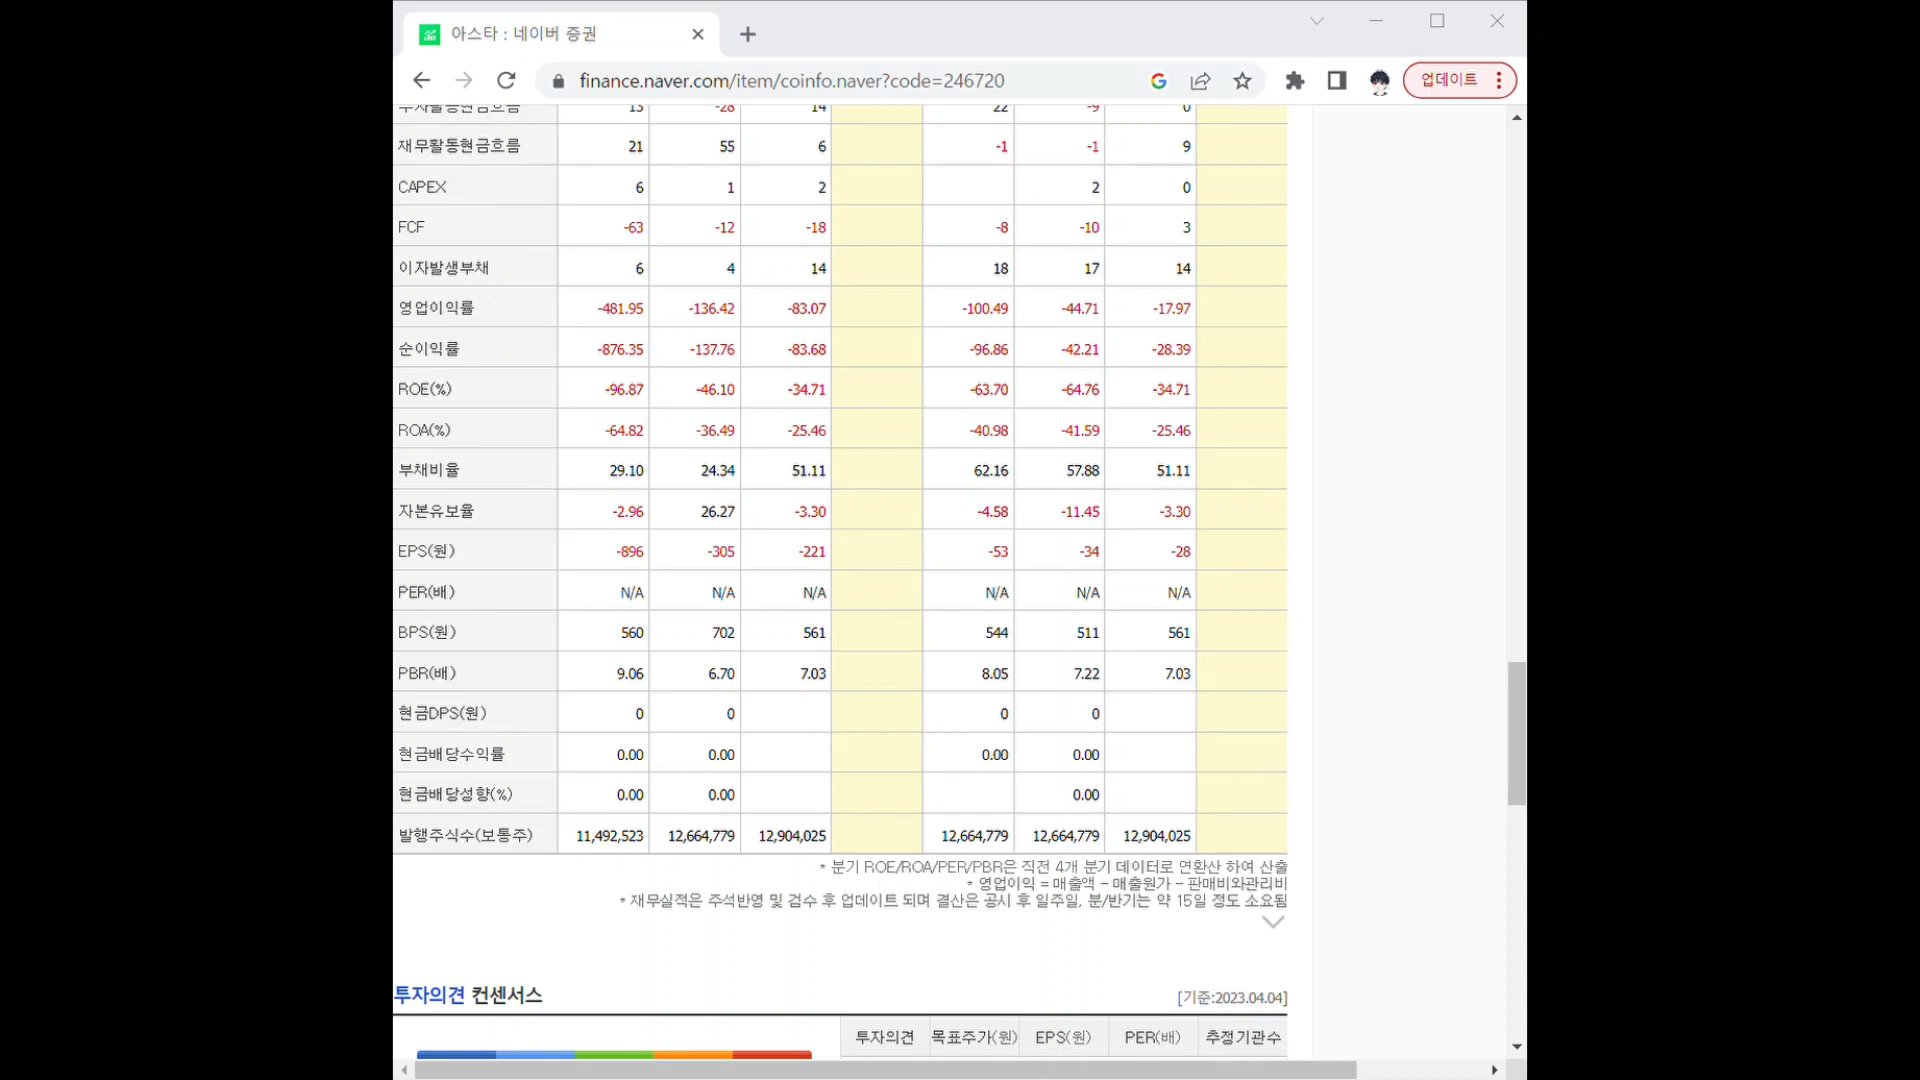 아스타 : 네이버 증권
finance.naver.com/item/coinfo.naver?code=246720
업데이트
투자활동현금흐름 13 -28 14 22 -9 0
재무활동현금흐름 21 55 6 -1 -1 9
CAPEX 6 1 2 2 0
FCF -63 -12 -18 -8 -10 3
이자발생부채 6 4 14 18 17 14
영업이익률 -481.95 -136.42 -83.07 -100.49 -44.71 -17.97
순이익률 -876.35 -137.76 -83.68 -96.86 -42.21 -28.39
ROE(%) -96.87 -46.10 -34.71 -63.70 -64.76 -34.71
ROA(%) -64.82 -36.49 -25.46 -40.98 -41.59 -25.46
부채비율 29.10 24.34 51.11 62.16 57.88 51.11
자본유보율 -2.96 26.27 -3.30 -4.58 -11.45 -3.30
EPS(원) -896 -305 -221 -53 -34 -28
PER(배) N/A N/A N/A N/A N/A N/A
BPS(원) 560 702 561 544 511 561
PBR(배) 9.06 6.70 7.03 8.05 7.22 7.03
현금DPS(원) 0 0 0 0
현금배당수익률 0.00 0.00 0.00 0.00
현금배당성향(%) 0.00 0.00 0.00
발행주식수(보통주) 11,492,523 12,664,779 12,904,025 12,664,779 12,664,779 12,904,025
* 분기 ROE/ROA/PER/PBR은 직전 4개 분기 데이터로 연환산 하여 산출
* 영업이익 = 매출액 - 매출원가 - 판매비와관리비
* 재무실적은 주석반영 및 검수 후 업데이트 되며 결산은 공시 후 일주일, 분/반기는 약 15일 정도 소요됨
투자의견 컨센서스 [기준:2023.04.04]
투자의견 목표주가(원) EPS(원) PER(배) 추정기관수